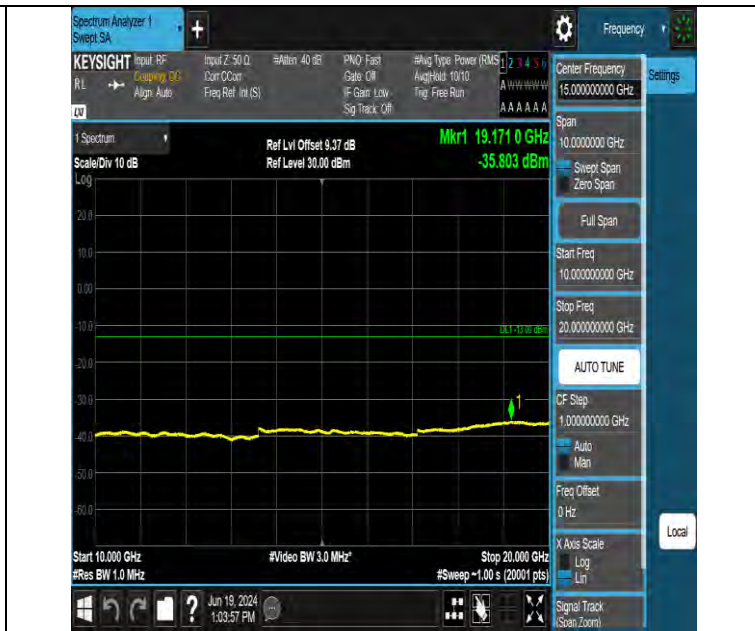 Spectrum Analyzer 1
Swept SA
+
Frequency
KEYSIGHT
RL
Input: RF
Coupling: DC
Align: Auto
Input Z: 50 Ω
Corr CCorr
Freq Ref: Int (S)
#Atten: 40 dB
PNO: Fast
Gate: Off
IF Gain: Low
Sig Track: Off
#Avg Type: Power (RMS
Avg|Hold: 10/10
Trig: Free Run
1 2 3 4 5 6
A W W W W W
A A A A A A
LXI
1 Spectrum
Scale/Div 10 dB
Log
Ref Lvl Offset 9.37 dB
Ref Level 30.00 dBm
Mkr1 19.171 0 GHz
-35.803 dBm
20.0
10.0
0.00
-10.0
-20.0
-30.0
-40.0
-50.0
-60.0
DL1 -13.00 dBm
1
Start 10.000 GHz
#Res BW 1.0 MHz
#Video BW 3.0 MHz*
Stop 20.000 GHz
#Sweep ~1.00 s (20001 pts)
Jun 19, 2024
1:03:57 PM
?
Center Frequency
15.000000000 GHz
Settings
Span
10.0000000 GHz
Swept Span
Zero Span
Full Span
Start Freq
10.000000000 GHz
Stop Freq
20.000000000 GHz
AUTO TUNE
CF Step
1.000000000 GHz
Auto
Man
Freq Offset
0 Hz
X Axis Scale
Log
Lin
Local
Signal Track
(Span Zoom)